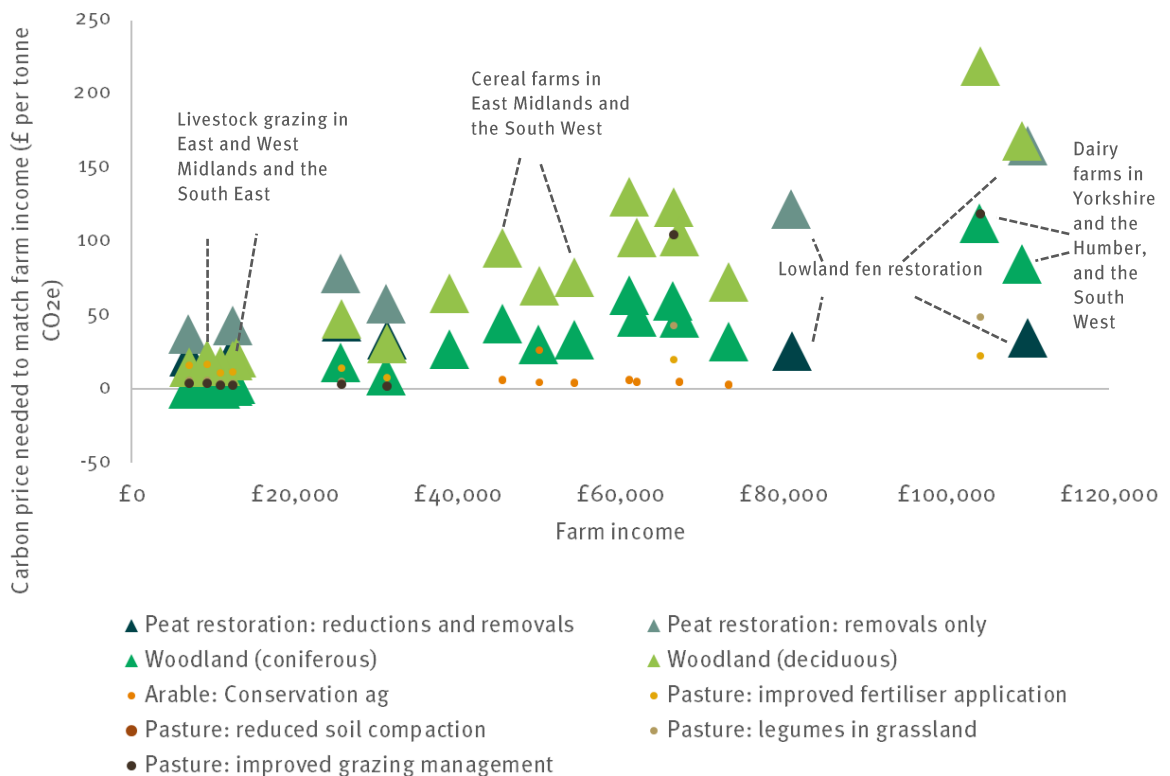 Carbon price needed to match farm income (£ per tonne
CO2e)
250
200
150
100
50
0
-50
Livestock grazing in
East and West
Midlands and the
South East
Cereal farms in
East Midlands and
the South West
Dairy
farms in
Yorkshire
and the
Humber,
and the
South
West
Lowland fen restoration
£0
£20,000
£40,000
£60,000
£80,000
£100,000
£120,000
Farm income
Peat restoration: reductions and removals
Peat restoration: removals only
Woodland (coniferous)
Woodland (deciduous)
Arable: Conservation ag
Pasture: improved fertiliser application
Pasture: reduced soil compaction
Pasture: legumes in grassland
Pasture: improved grazing management